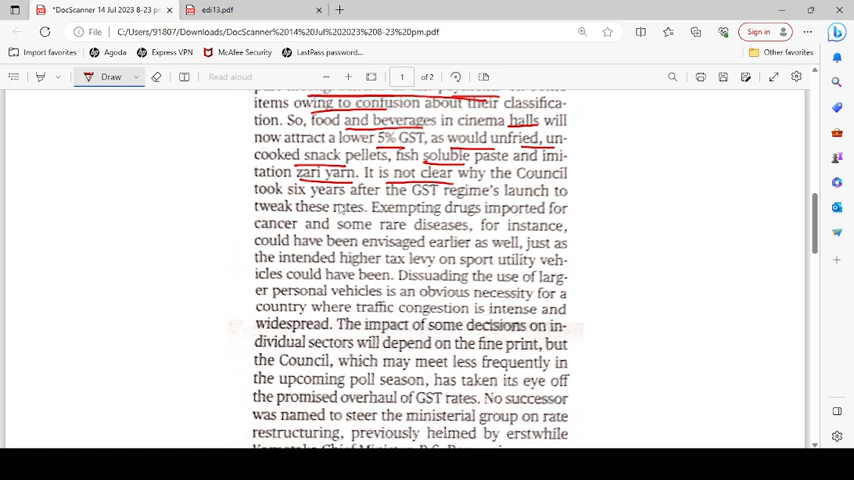 *DocScanner 14 Jul 2023 8-23 p
edi13.pdf
File
C:/Users/91807/Downloads/DocScanner%2014%20Jul%202023%208-23%20pm.pdf
Sign in
Import favorites
Agoda
Express VPN
McAfee Security
LastPass password...
Other favorites
Draw
Read aloud
1
of 2
items owing to confusion about their classifica-
tion. So, food and beverages in cinema halls will
now attract a lower 5% GST, as would unfried, un-
cooked snack pellets, fish soluble paste and imi-
tation zari yarn. It is not clear why the Council
took six years after the GST regime's launch to
tweak these rates. Exempting drugs imported for
cancer and some rare diseases, for instance,
could have been envisaged earlier as well, just as
the intended higher tax levy on sport utility veh-
icles could have been. Dissuading the use of larg-
er personal vehicles is an obvious necessity for a
country where traffic congestion is intense and
widespread. The impact of some decisions on in-
dividual sectors will depend on the fine print, but
the Council, which may meet less frequently in
the upcoming poll season, has taken its eye off
the promised overhaul of GST rates. No successor
was named to steer the ministerial group on rate
restructuring, previously helmed by erstwhile